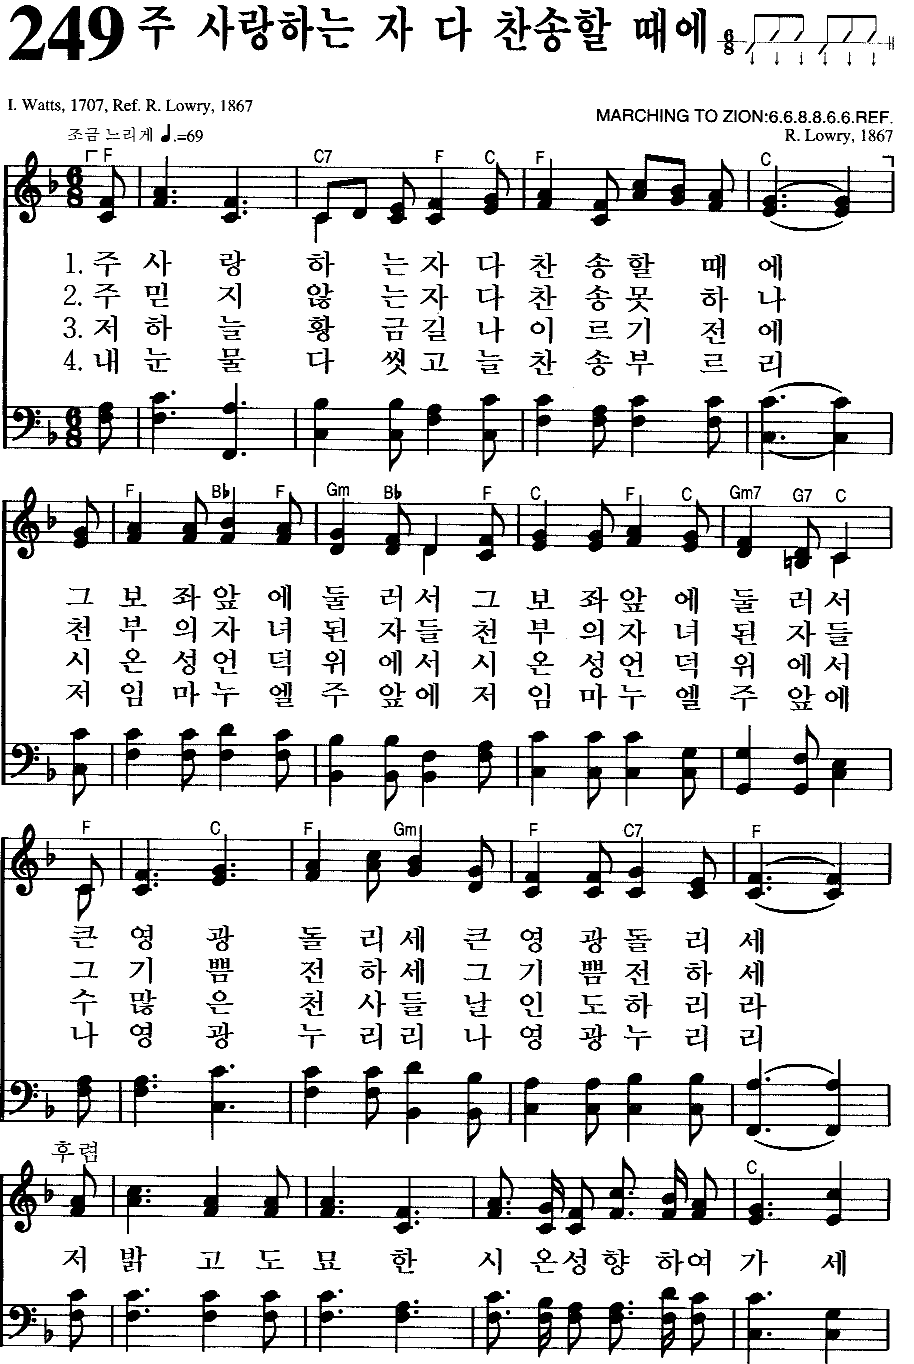 249 주 사랑하는 자 다 찬송할 때에
I. Watts, 1707, Ref. R. Lowry, 1867
MARCHING TO ZION:6.6.8.8.6.6.REF.
조금 느리게 ♩.=69
R. Lowry, 1867
F C7 F C F C
1. 주 사 랑 하 는 자 다 찬 송 할 때 에
2. 주 믿 지 않 는 자 다 찬 송 못 하 나
3. 저 하 늘 황 금 길 나 이 르 기 전 에
4. 내 눈 물 다 씻 고 늘 찬 송 부 르 리
F B♭ F Gm B♭ F C F C Gm7 G7 C
그 보 좌 앞 에 둘 러 서 그 보 좌 앞 에 둘 러 서
천 부 의 자 녀 된 자 들 천 부 의 자 녀 된 자 들
시 온 성 언 덕 위 에 서 시 온 성 언 덕 위 에 서
저 임 마 누 엘 주 앞 에 저 임 마 누 엘 주 앞 에
F C F Gm F C7 F
큰 영 광 돌 리 세 큰 영 광 돌 리 세
그 기 쁨 전 하 세 그 기 쁨 전 하 세
수 많 은 천 사 들 날 인 도 하 리 라
나 영 광 누 리 리 나 영 광 누 리 리
후렴
C
저 밝 고 도 묘 한 시 온 성 향 하 여 가 세